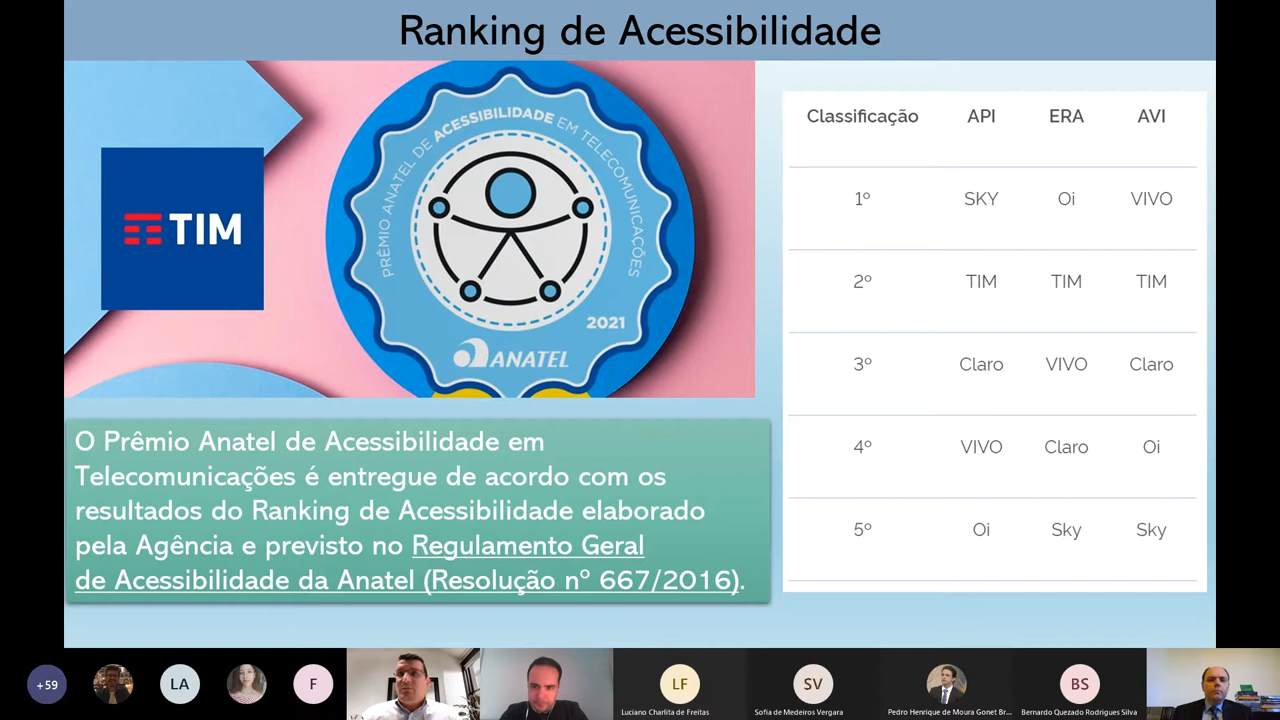 Ranking de Acessibilidade
PRÊMIO ANATEL DE ACESSIBILIDADE EM TELECOMUNICAÇÕES
TIM
2021
ANATEL
O Prêmio Anatel de Acessibilidade em
Telecomunicações é entregue de acordo com os
resultados do Ranking de Acessibilidade elaborado
pela Agência e previsto no Regulamento Geral
de Acessibilidade da Anatel (Resolução nº 667/2016).
Classificação API ERA AVI
1º SKY Oi VIVO
2º TIM TIM TIM
3º Claro VIVO Claro
4º VIVO Claro Oi
5º Oi Sky Sky
+59 LA F LF SV BS
Luciano Charlita de Freitas Sofia de Medeiros Vergara Pedro Henrique de Moura Gonet Br... Bernardo Quezado Rodrigues Silva